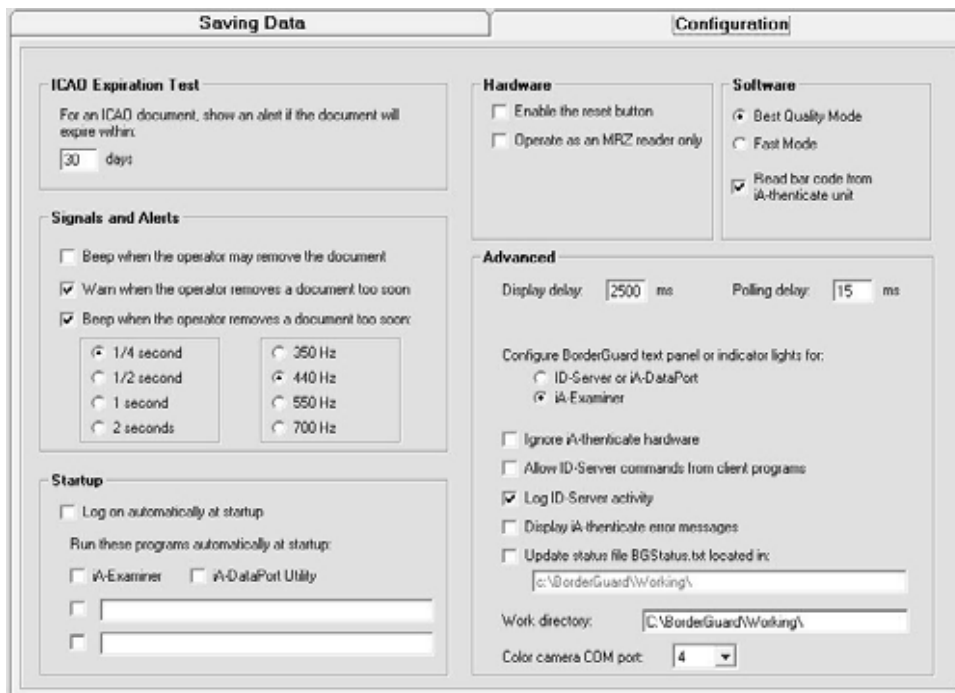 Saving Data
Configuration
ICAO Expiration Test
For an ICAO document, show an alert if the document will
expire within:
30 days
Signals and Alerts
Beep when the operator may remove the document
Warn when the operator removes a document too soon
Beep when the operator removes a document too soon:
1/4 second
1/2 second
1 second
2 seconds
350 Hz
440 Hz
550 Hz
700 Hz
Startup
Log on automatically at startup
Run these programs automatically at startup:
iA-Examiner iA-DataPort Utility
Hardware
Enable the reset button
Operate as an MRZ reader only
Software
Best Quality Mode
Fast Mode
Read bar code from
iA-thenticate unit
Advanced
Display delay: 2500 ms Polling delay: 15 ms
Configure BorderGuard text panel or indicator lights for:
ID-Server or iA-DataPort
iA-Examiner
Ignore iA-thenticate hardware
Allow ID-Server commands from client programs
Log ID-Server activity
Display iA-thenticate error messages
Update status file BGStatus.txt located in:
c:\BorderGuard\Working\
Work directory: C:\BorderGuard\Working\
Color camera COM port: 4